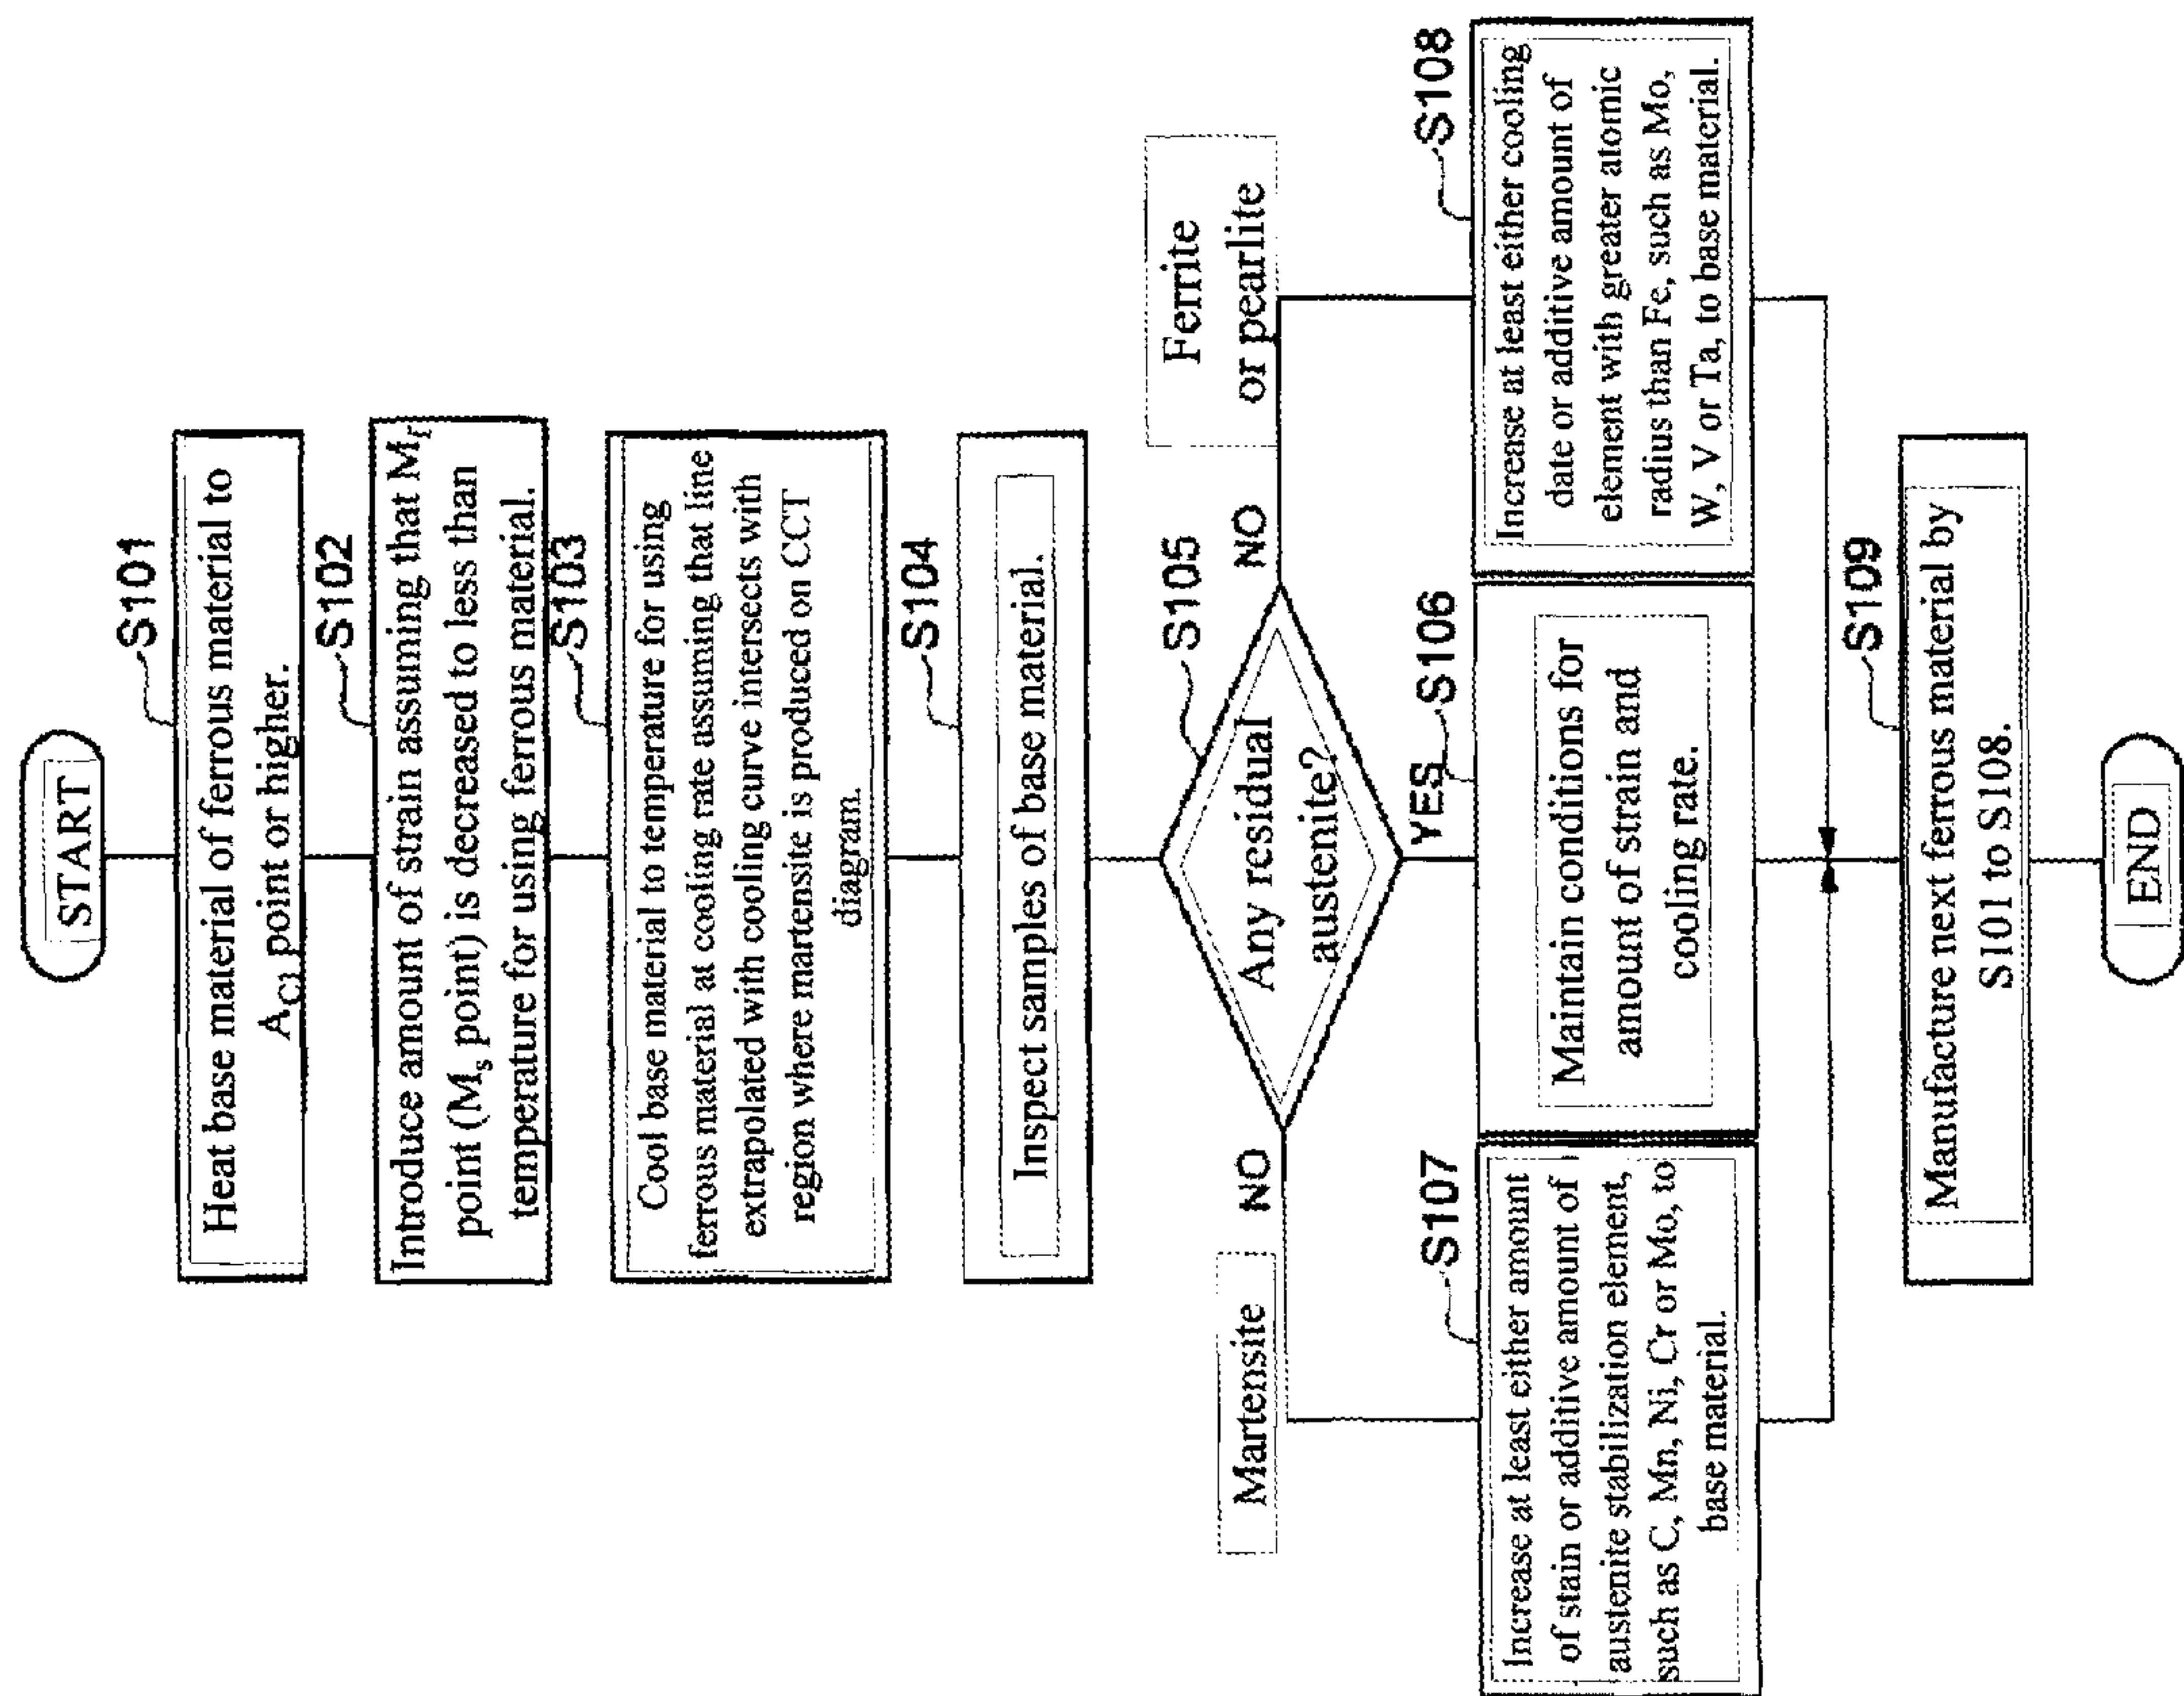 START
S101
Heat base material of ferrous material to
AC1 point or higher.
S102
Introduce amount of strain assuming that Mf
point (Ms point) is decreased to less than
temperature for using ferrous material.
S103
Cool base material to temperature for using
ferrous material at cooling rate assuming that line
extrapolated with cooling curve intersects with
region where martensite is produced on CCT
diagram.
S104
Inspect samples of base material.
S105
Any residual
austenite?
NO
Martensite
YES
NO
Ferrite
or pearlite
S107
Increase at least either amount
of stain or additive amount of
austenite stabilization element,
such as C, Mn, Ni, Cr or Mo, to
base material.
S106
Maintain conditions for
amount of strain and
cooling rate.
S108
Increase at least either cooling
date or additive amount of
element with greater atomic
radius than Fe, such as Mo,
W, V or Ta, to base material.
S109
Manufacture next ferrous material by
S101 to S108.
END